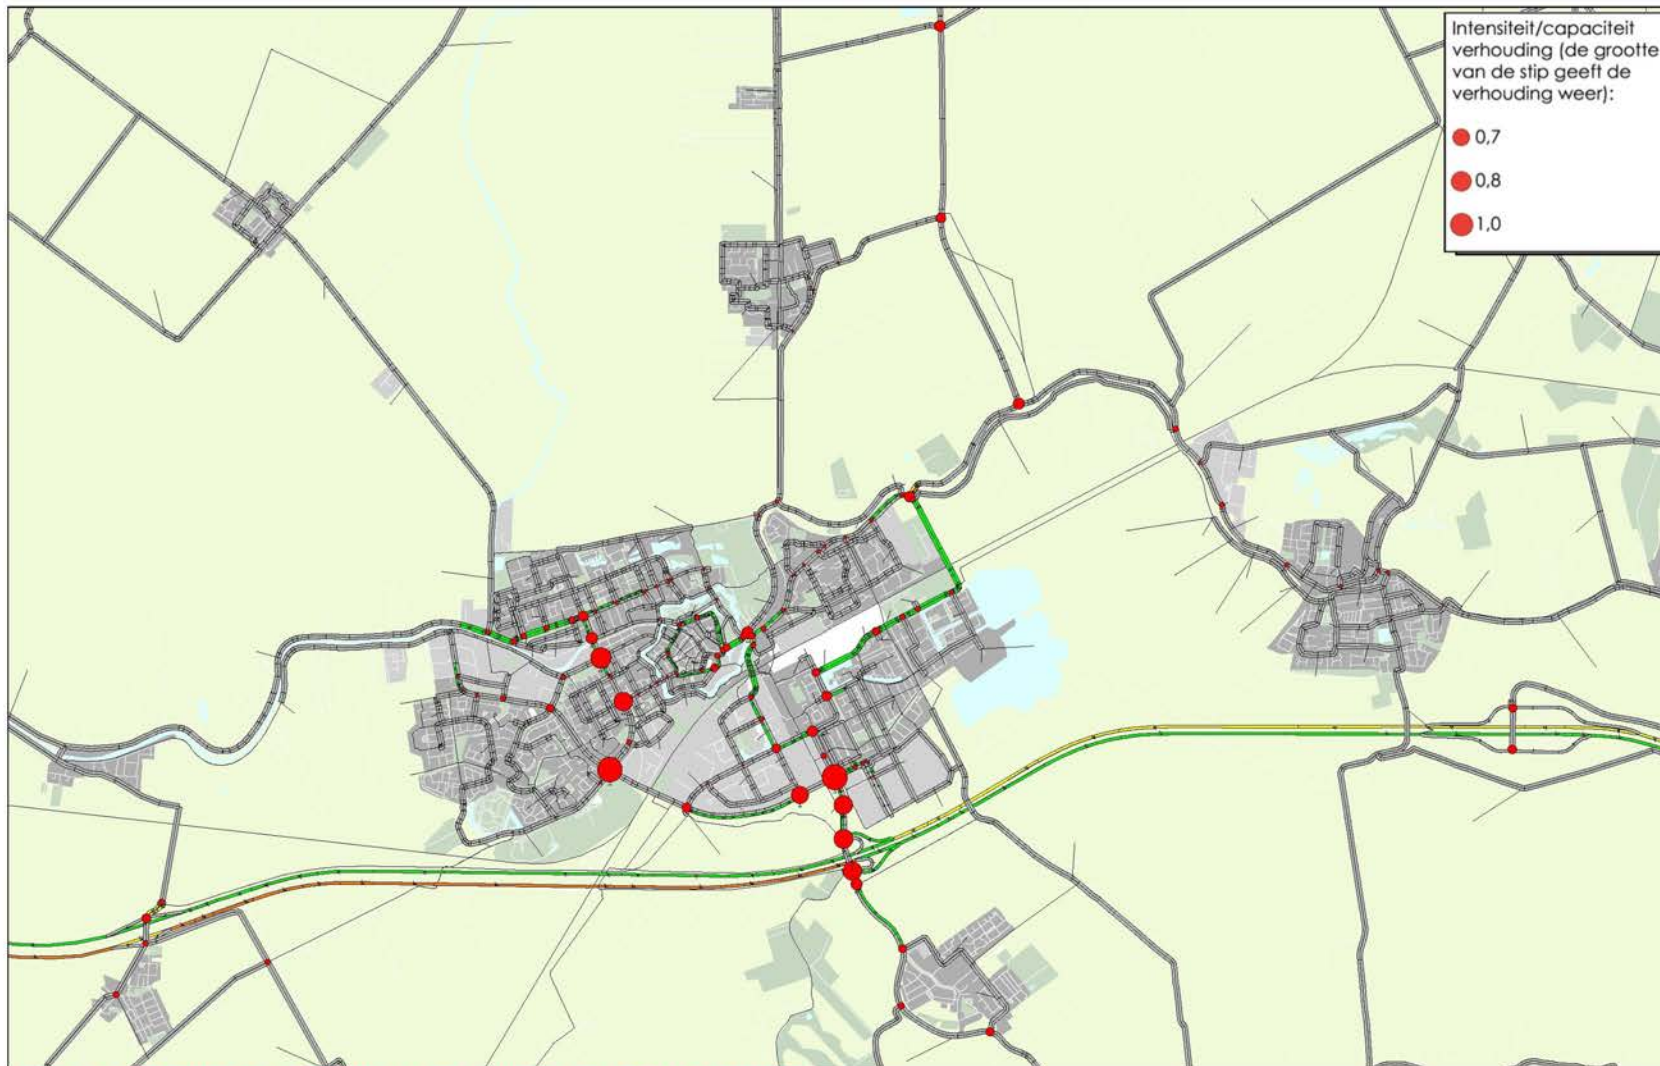 Intensiteit/capaciteit
verhouding (de grootte
van de stip geeft de
verhouding weer):
0,7
0,8
1,0